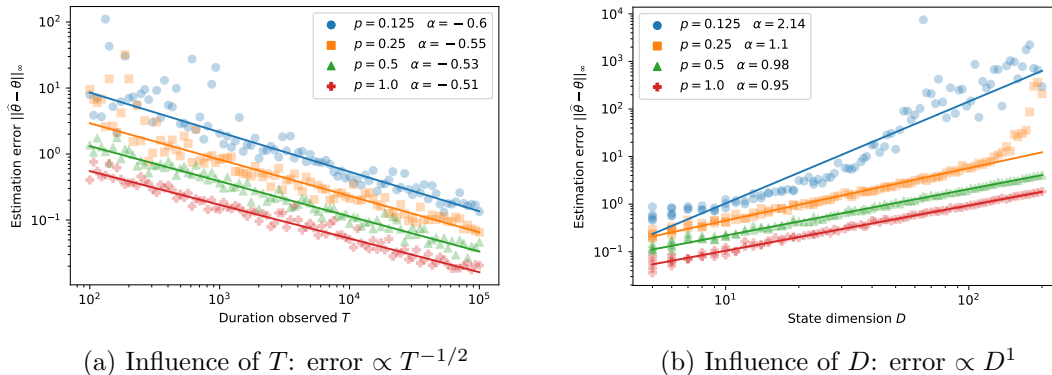 10²
10¹
10⁰
10⁻¹
Estimation error ||θ̂ − θ||∞
p = 0.125 α = − 0.6
p = 0.25 α = − 0.55
p = 0.5 α = − 0.53
p = 1.0 α = − 0.51
10² 10³ 10⁴ 10⁵
Duration observed T
(a) Influence of T: error ∝ T⁻¹/²
10⁴
10³
10²
10¹
10⁰
10⁻¹
10⁻²
Estimation error ||θ̂ − θ||∞
p = 0.125 α = 2.14
p = 0.25 α = 1.1
p = 0.5 α = 0.98
p = 1.0 α = 0.95
10¹ 10²
State dimension D
(b) Influence of D: error ∝ D¹